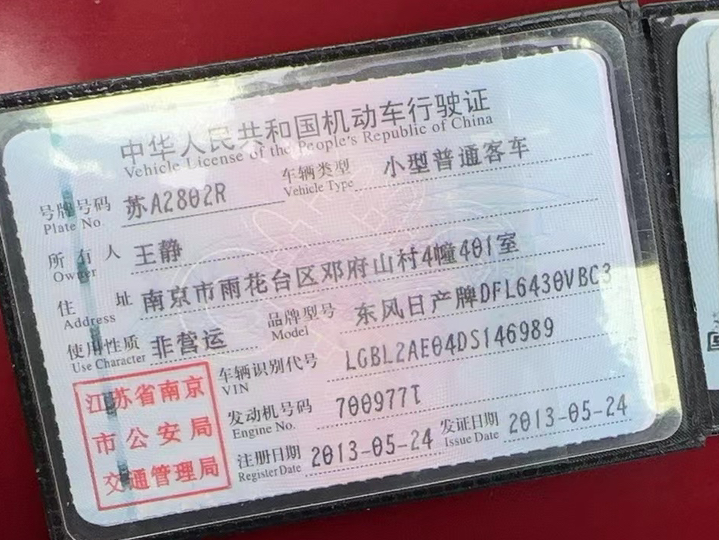 中华人民共和国机动车行驶证
Vehicle License of the People's Republic of China
号牌号码 苏A2802R 车辆类型 小型普通客车
Plate No. Vehicle Type
所有人 王静
Owner
住址 南京市雨花台区邓府山村4幢401室
Address
使用性质 非营运 品牌型号 东风日产牌DFL6430VBC3
Use Character Model
车辆识别代号 LGBL2AE04DS146989
VIN
发动机号码 700977T
Engine No.
注册日期 2013-05-24 发证日期 2013-05-24
Register Date Issue Date
江苏省南京
市公安局
交通管理局